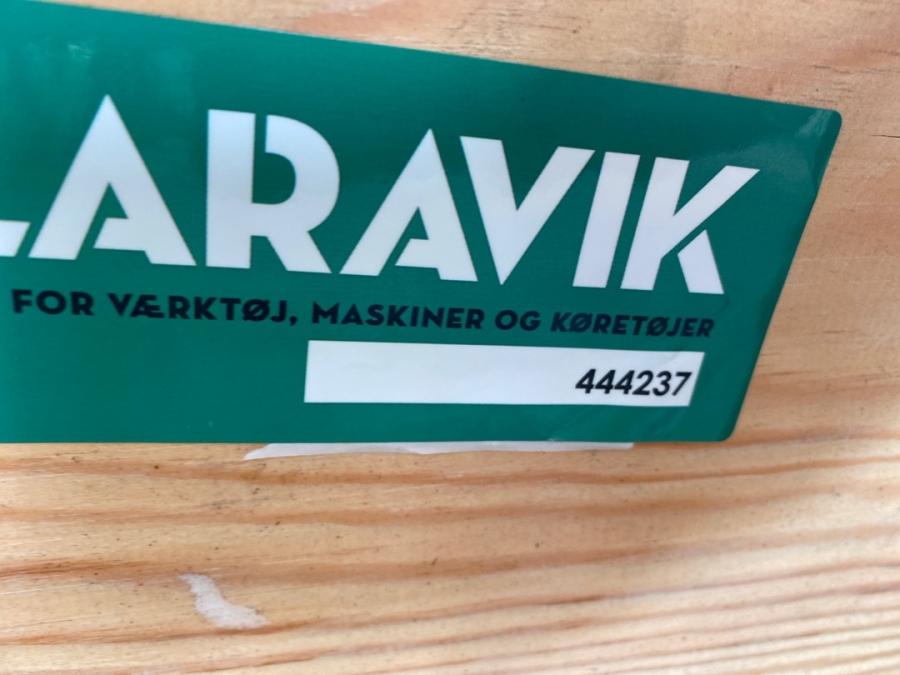 LARAVIK
FOR VÆRKTØJ, MASKINER OG KØRETØJER
444237